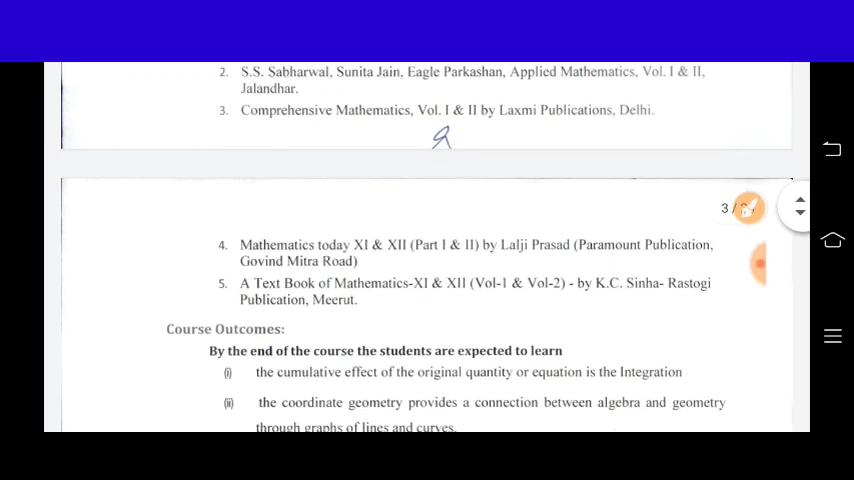 2. S.S. Sabharwal, Sunita Jain, Eagle Parkashan, Applied Mathematics, Vol. I & II,
Jalandhar.
3. Comprehensive Mathematics, Vol. I & II by Laxmi Publications, Delhi.
3 /
4. Mathematics today XI & XII (Part I & II) by Lalji Prasad (Paramount Publication,
Govind Mitra Road)
5. A Text Book of Mathematics-XI & XII (Vol-1 & Vol-2) - by K.C. Sinha- Rastogi
Publication, Meerut.
Course Outcomes:
By the end of the course the students are expected to learn
(i) the cumulative effect of the original quantity or equation is the Integration
(ii) the coordinate geometry provides a connection between algebra and geometry
through graphs of lines and curves.